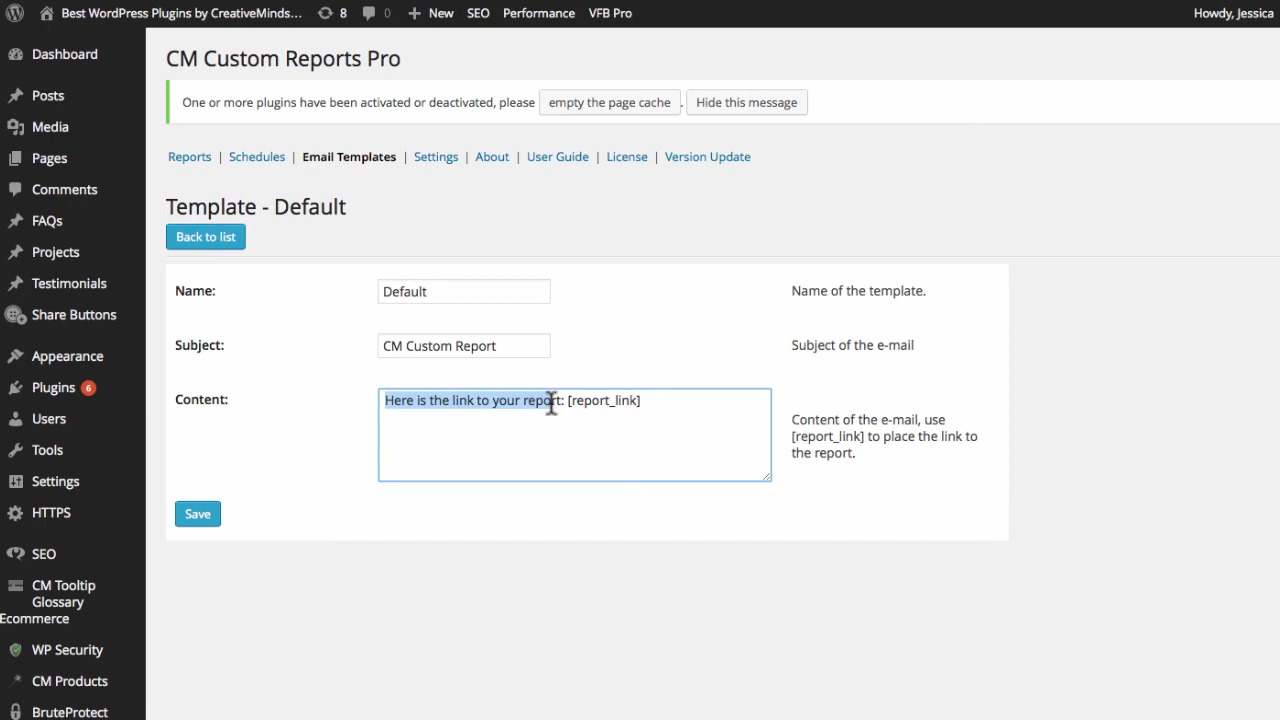 Best WordPress Plugins by CreativeMinds... 8 0 New SEO Performance VFB Pro Howdy, Jessica
Dashboard
Posts
Media
Pages
Comments
FAQs
Projects
Testimonials
Share Buttons
Appearance
Plugins 6
Users
Tools
Settings
HTTPS
SEO
CM Tooltip
Glossary
Ecommerce
WP Security
CM Products
BruteProtect
CM Custom Reports Pro
One or more plugins have been activated or deactivated, please empty the page cache . Hide this message
Reports | Schedules | Email Templates | Settings | About | User Guide | License | Version Update
Template - Default
Back to list
Name: Default Name of the template.
Subject: CM Custom Report Subject of the e-mail
Content: Here is the link to your report: [report_link]
Content of the e-mail, use
[report_link] to place the link to
the report.
Save